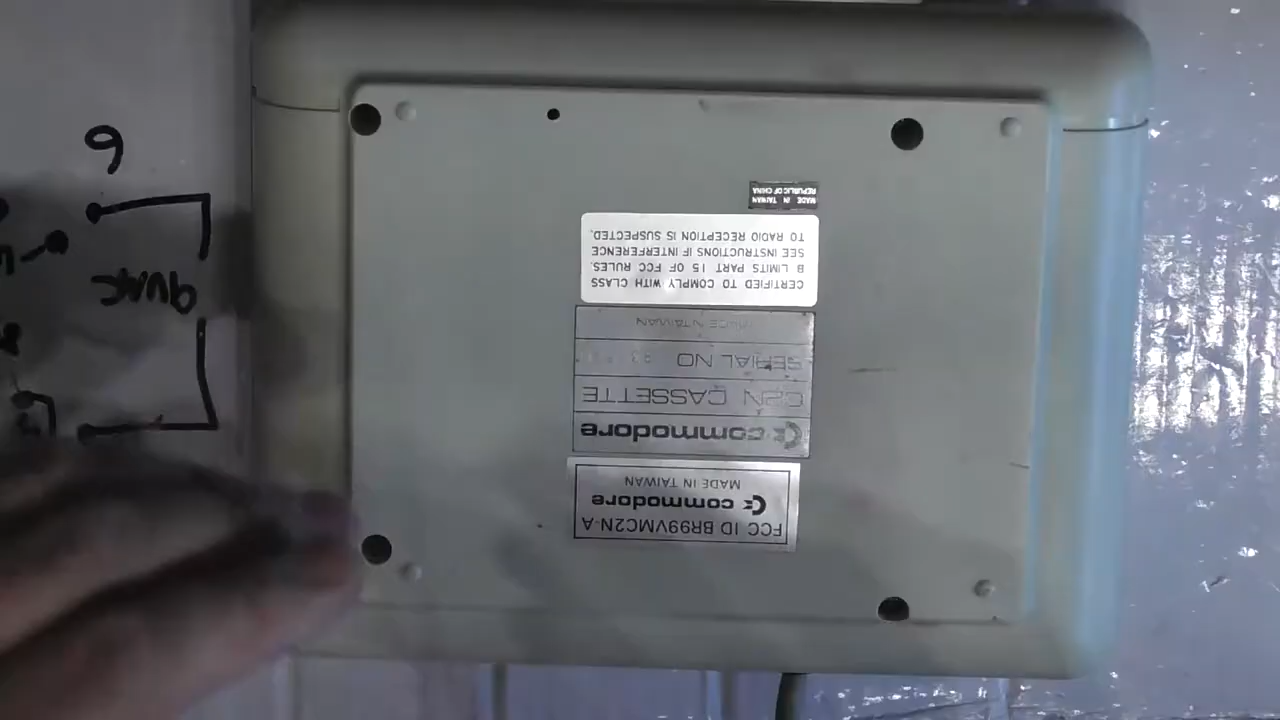 FCC ID BR99VMC2N-A
commodore
MADE IN TAIWAN
commodore
C2N CASSETTE
SERIAL NO
MADE IN TAIWAN
CERTIFIED TO COMPLY WITH CLASS
B LIMITS PART 15 OF FCC RULES.
SEE INSTRUCTIONS IF INTERFERENCE
TO RADIO RECEPTION IS SUSPECTED.
MADE IN TAIWAN
REPUBLIC OF CHINA
9VAC
6